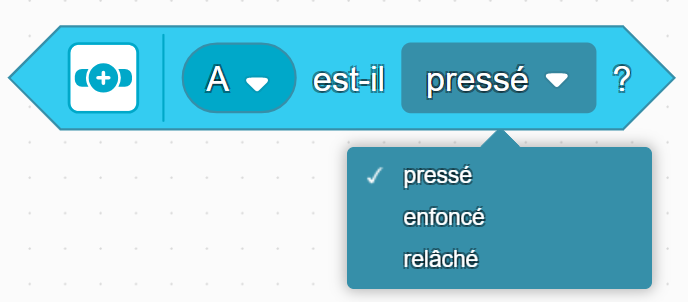 A est-il pressé ?
✓ pressé
enfoncé
relâché